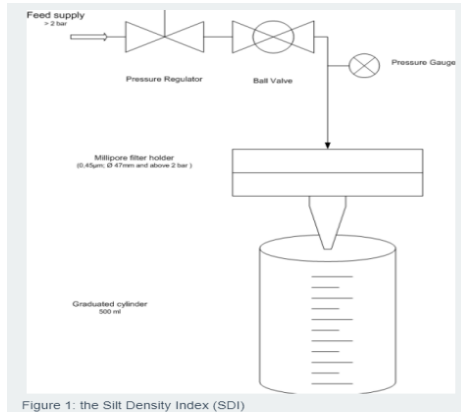 Feed supply
> 2 bar
Pressure Regulator
Ball Valve
Pressure Gauge
Millipore filter holder
(0,45µm; Ø 47mm and above 2 bar )
Graduated cylinder
500 ml
Figure 1: the Silt Density Index (SDI)